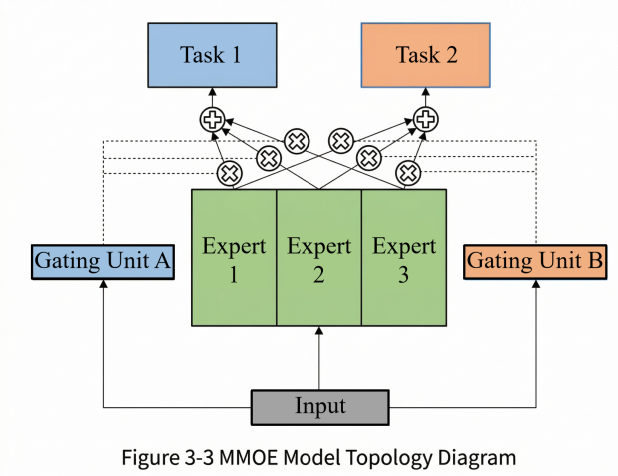 Task 1
Task 2
Expert
1
Expert
2
Expert
3
Gating Unit A
Gating Unit B
Input
Figure 3-3 MMOE Model Topology Diagram